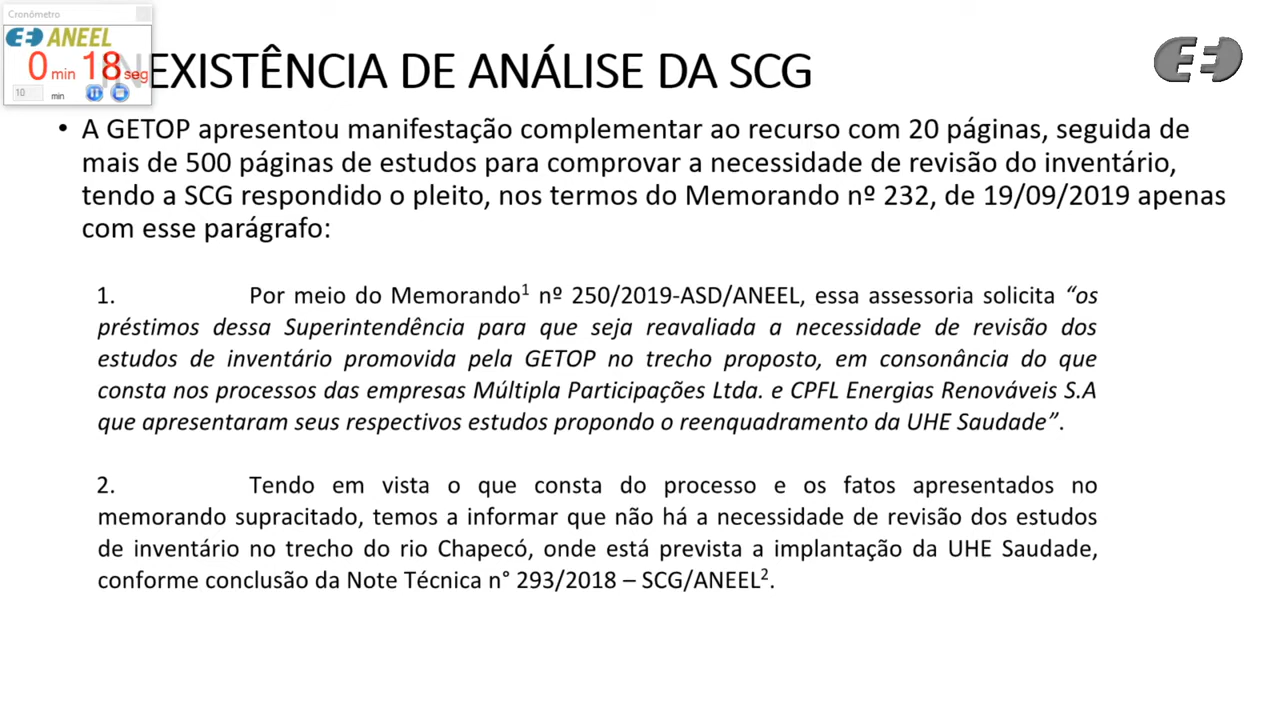 Cronômetro
ANEEL
0 min 18 seg
10 min
INEXISTÊNCIA DE ANÁLISE DA SCG
• A GETOP apresentou manifestação complementar ao recurso com 20 páginas, seguida de
mais de 500 páginas de estudos para comprovar a necessidade de revisão do inventário,
tendo a SCG respondido o pleito, nos termos do Memorando nº 232, de 19/09/2019 apenas
com esse parágrafo:
1. Por meio do Memorando¹ nº 250/2019-ASD/ANEEL, essa assessoria solicita “os
préstimos dessa Superintendência para que seja reavaliada a necessidade de revisão dos
estudos de inventário promovida pela GETOP no trecho proposto, em consonância do que
consta nos processos das empresas Múltipla Participações Ltda. e CPFL Energias Renováveis S.A
que apresentaram seus respectivos estudos propondo o reenquadramento da UHE Saudade”.
2. Tendo em vista o que consta do processo e os fatos apresentados no
memorando supracitado, temos a informar que não há a necessidade de revisão dos estudos
de inventário no trecho do rio Chapecó, onde está prevista a implantação da UHE Saudade,
conforme conclusão da Note Técnica n° 293/2018 – SCG/ANEEL².